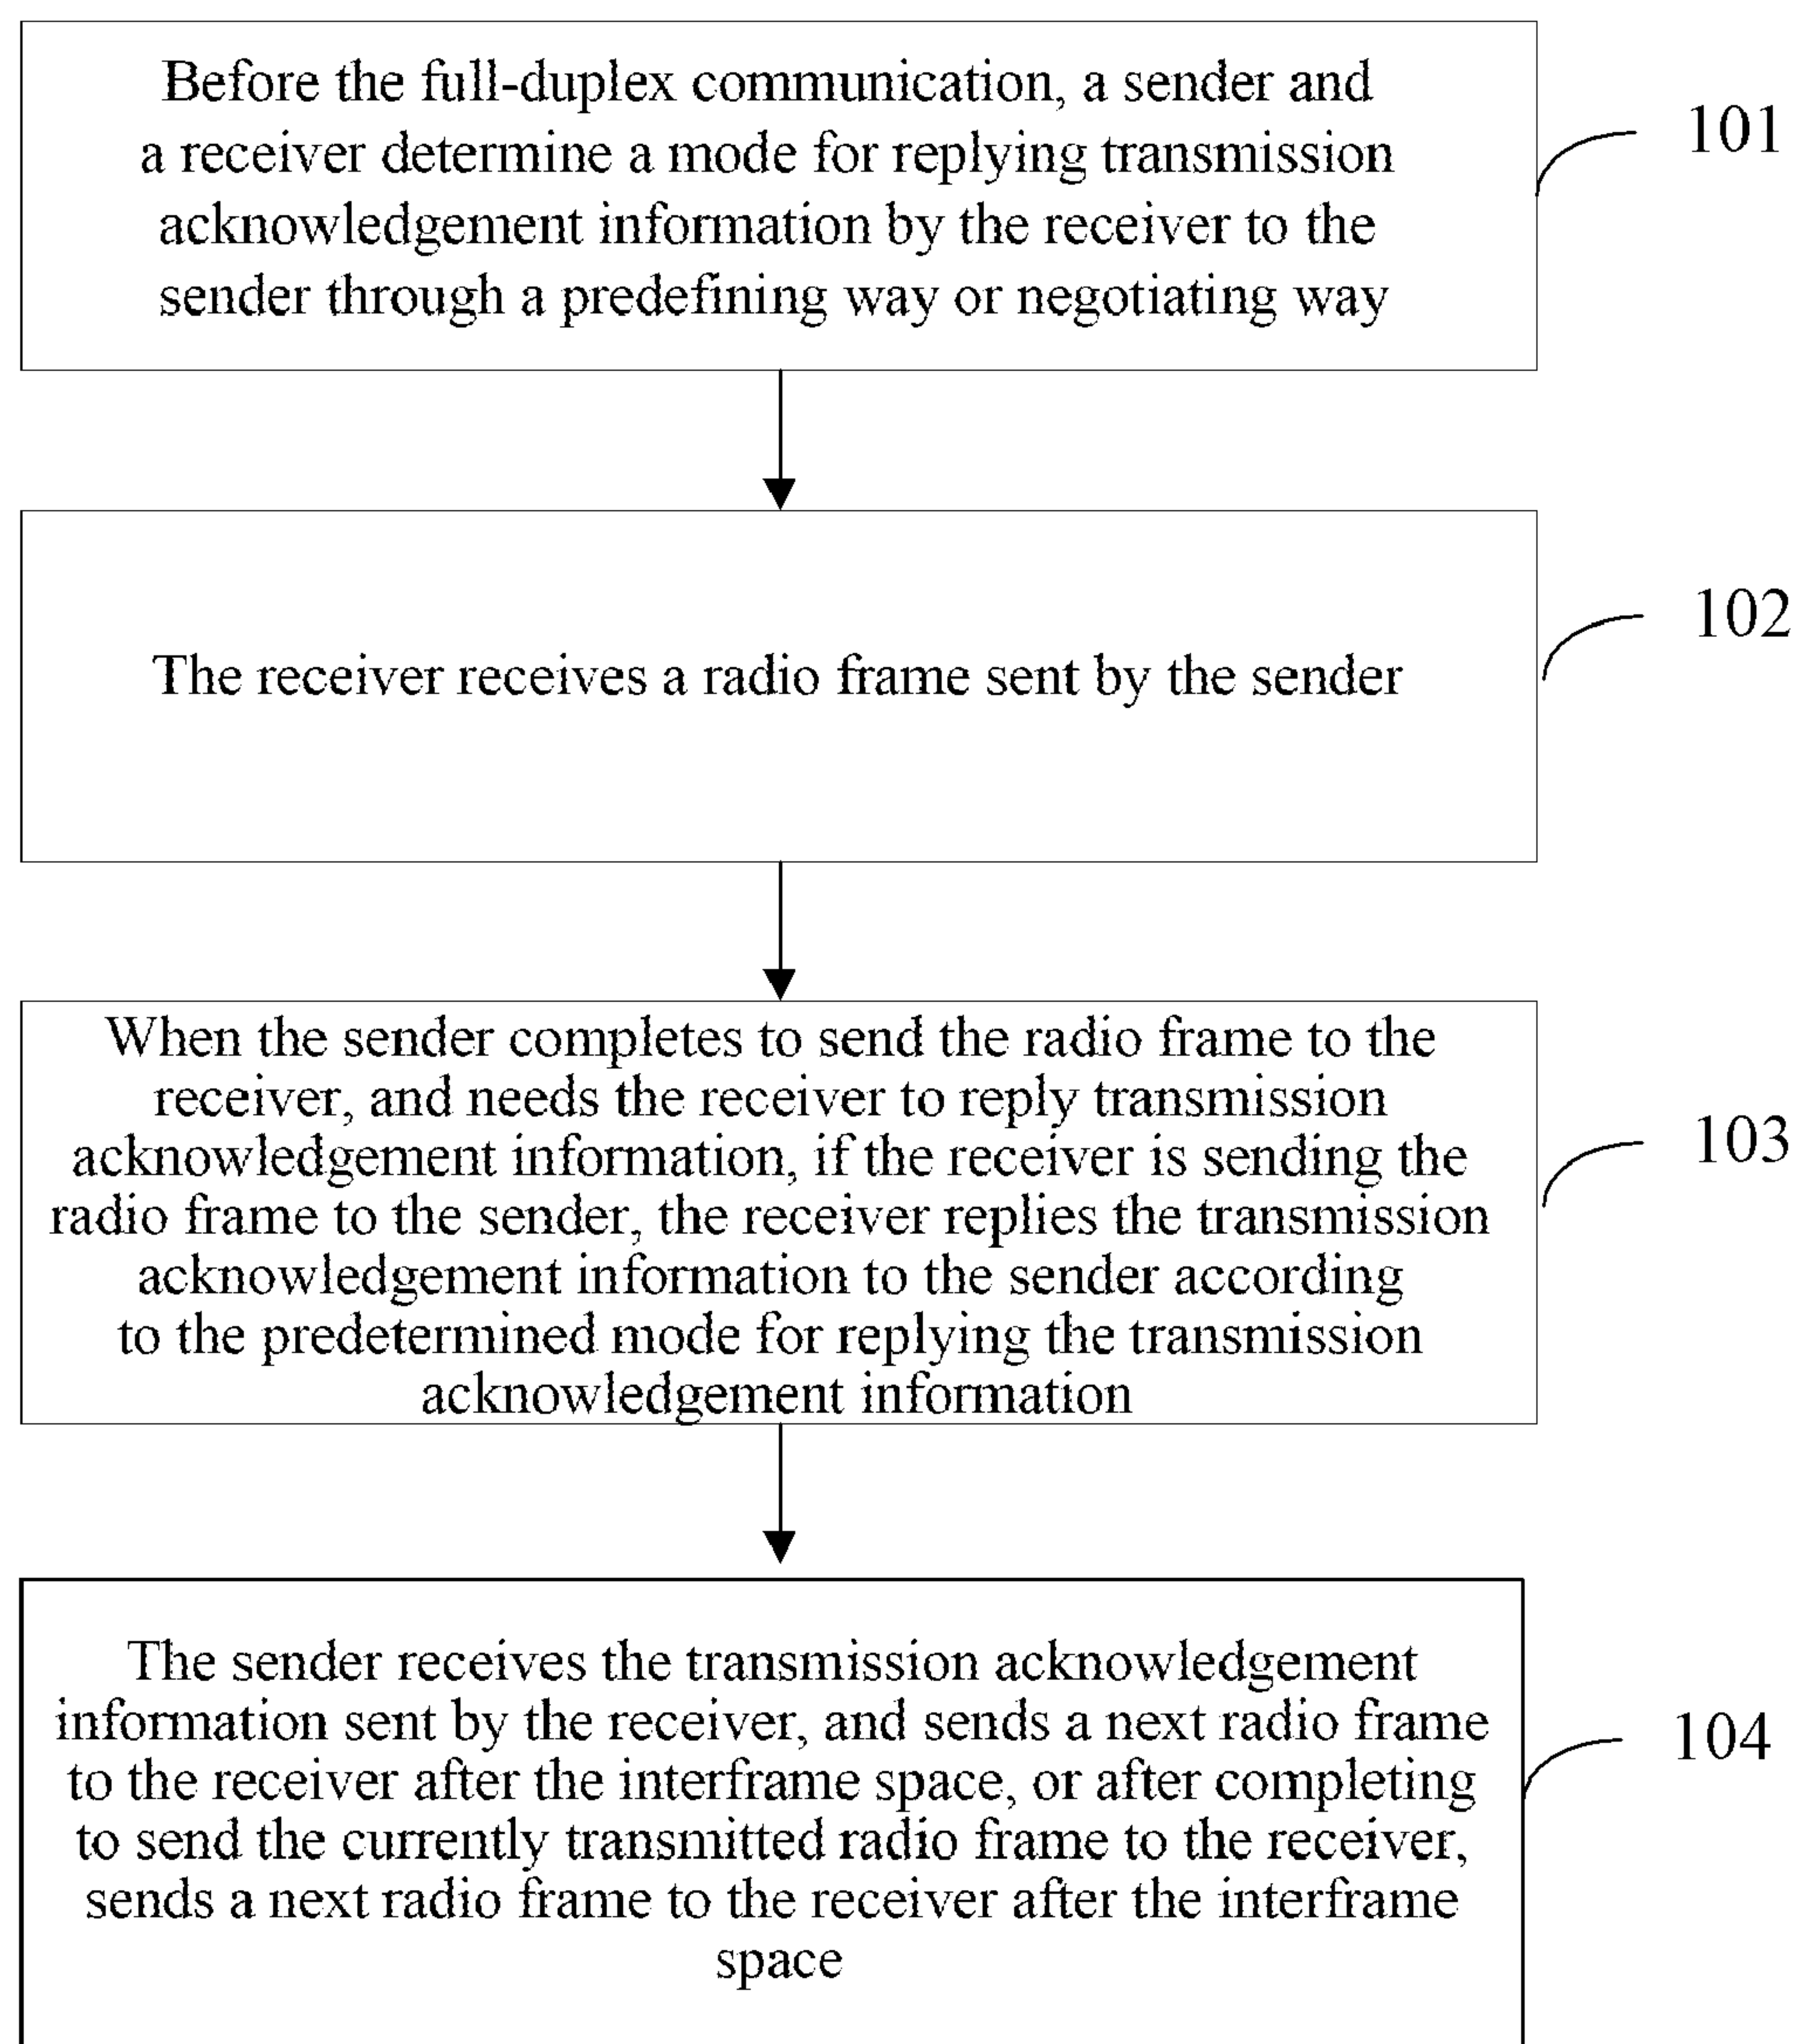 Before the full-duplex communication, a sender and
a receiver determine a mode for replying transmission
acknowledgement information by the receiver to the
sender through a predefining way or negotiating way
101
The receiver receives a radio frame sent by the sender
102
When the sender completes to send the radio frame to the
receiver, and needs the receiver to reply transmission
acknowledgement information, if the receiver is sending the
radio frame to the sender, the receiver replies the transmission
acknowledgement information to the sender according
to the predetermined mode for replying the transmission
acknowledgement information
103
The sender receives the transmission acknowledgement
information sent by the receiver, and sends a next radio frame
to the receiver after the interframe space, or after completing
to send the currently transmitted radio frame to the receiver,
sends a next radio frame to the receiver after the interframe
space
104